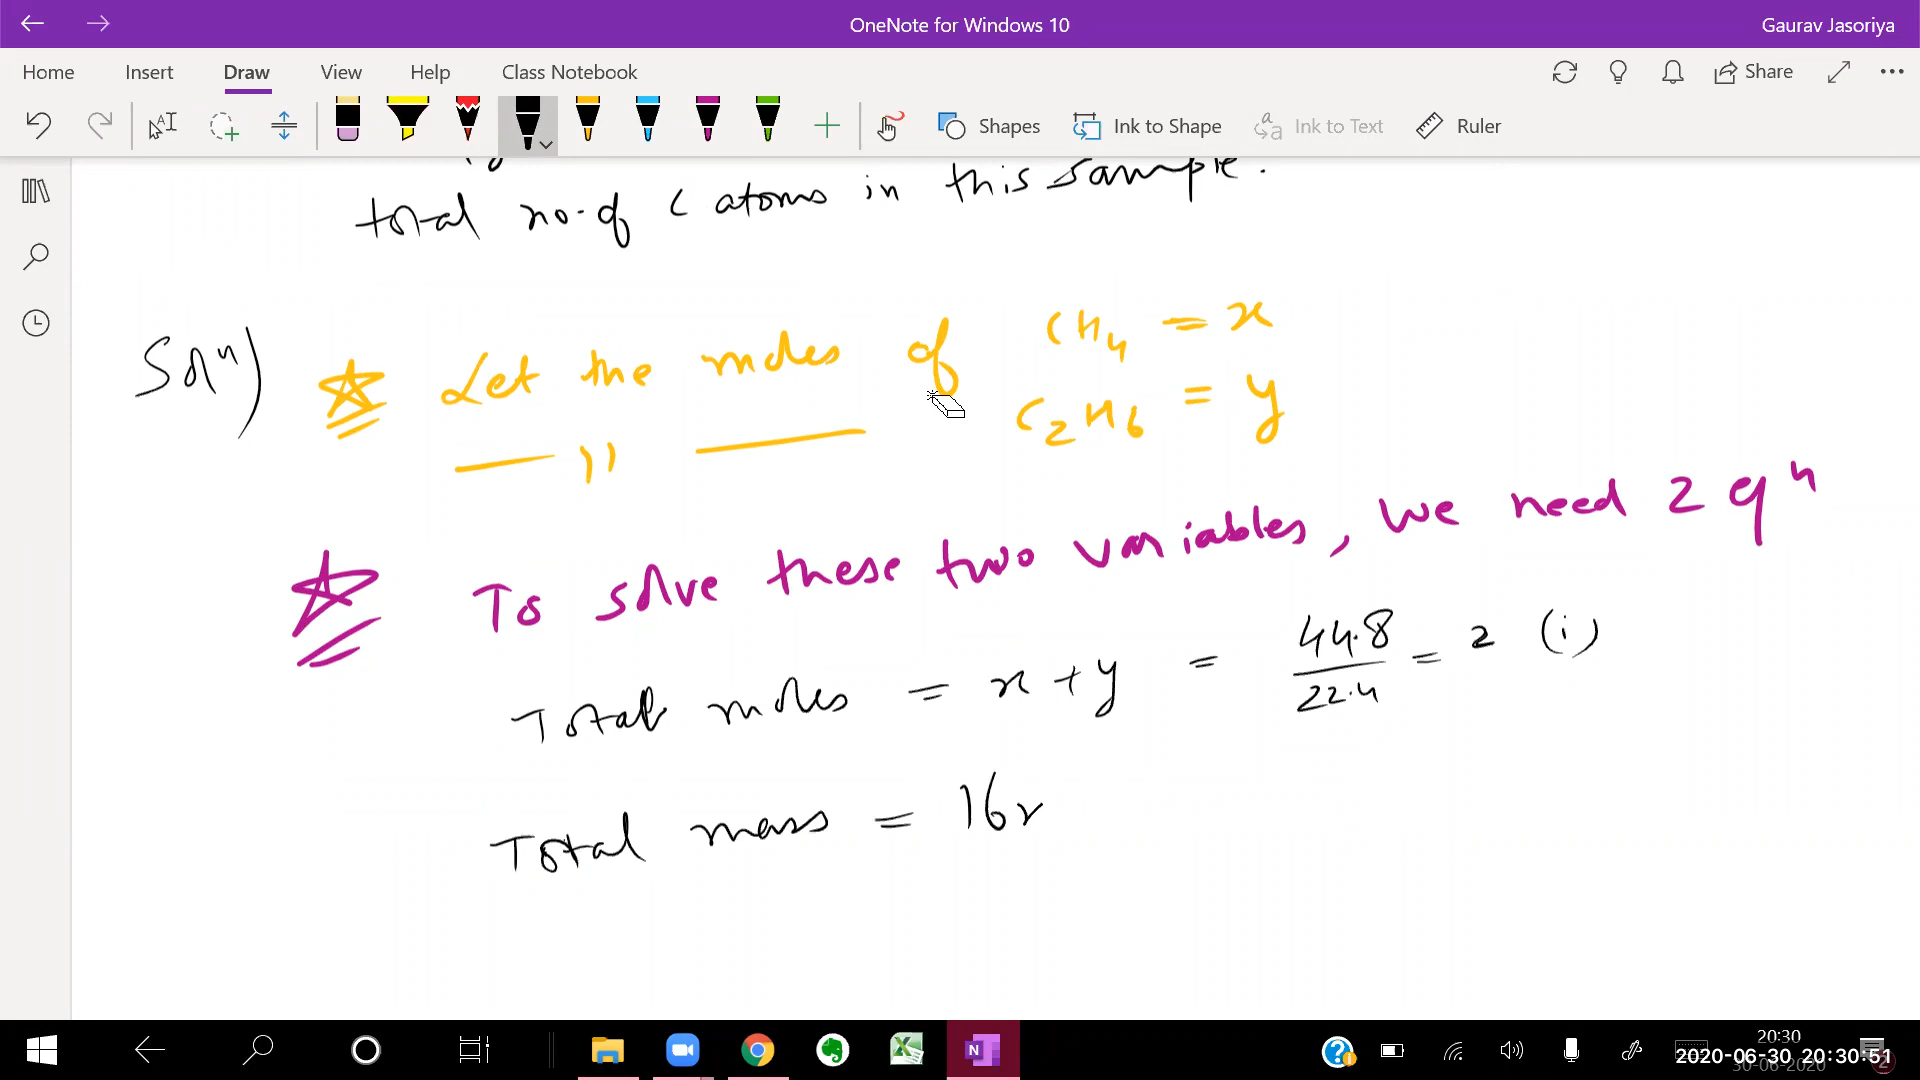 OneNote for Windows 10
Gaurav Jasoriya
Home Insert Draw View Help Class Notebook
Share
Shapes Ink to Shape Ink to Text Ruler
total no. of C atoms in this sample.
Solⁿ) Let the moles of CH₄ = x
—— 〃 —— C₂H₆ = y
To solve these two variables, we need 2 eqⁿ
Total moles = x + y = 44.8/22.4 = 2 (i)
Total mass = 16x
20:30
2020-06-30 20:30:51
30-06-2020